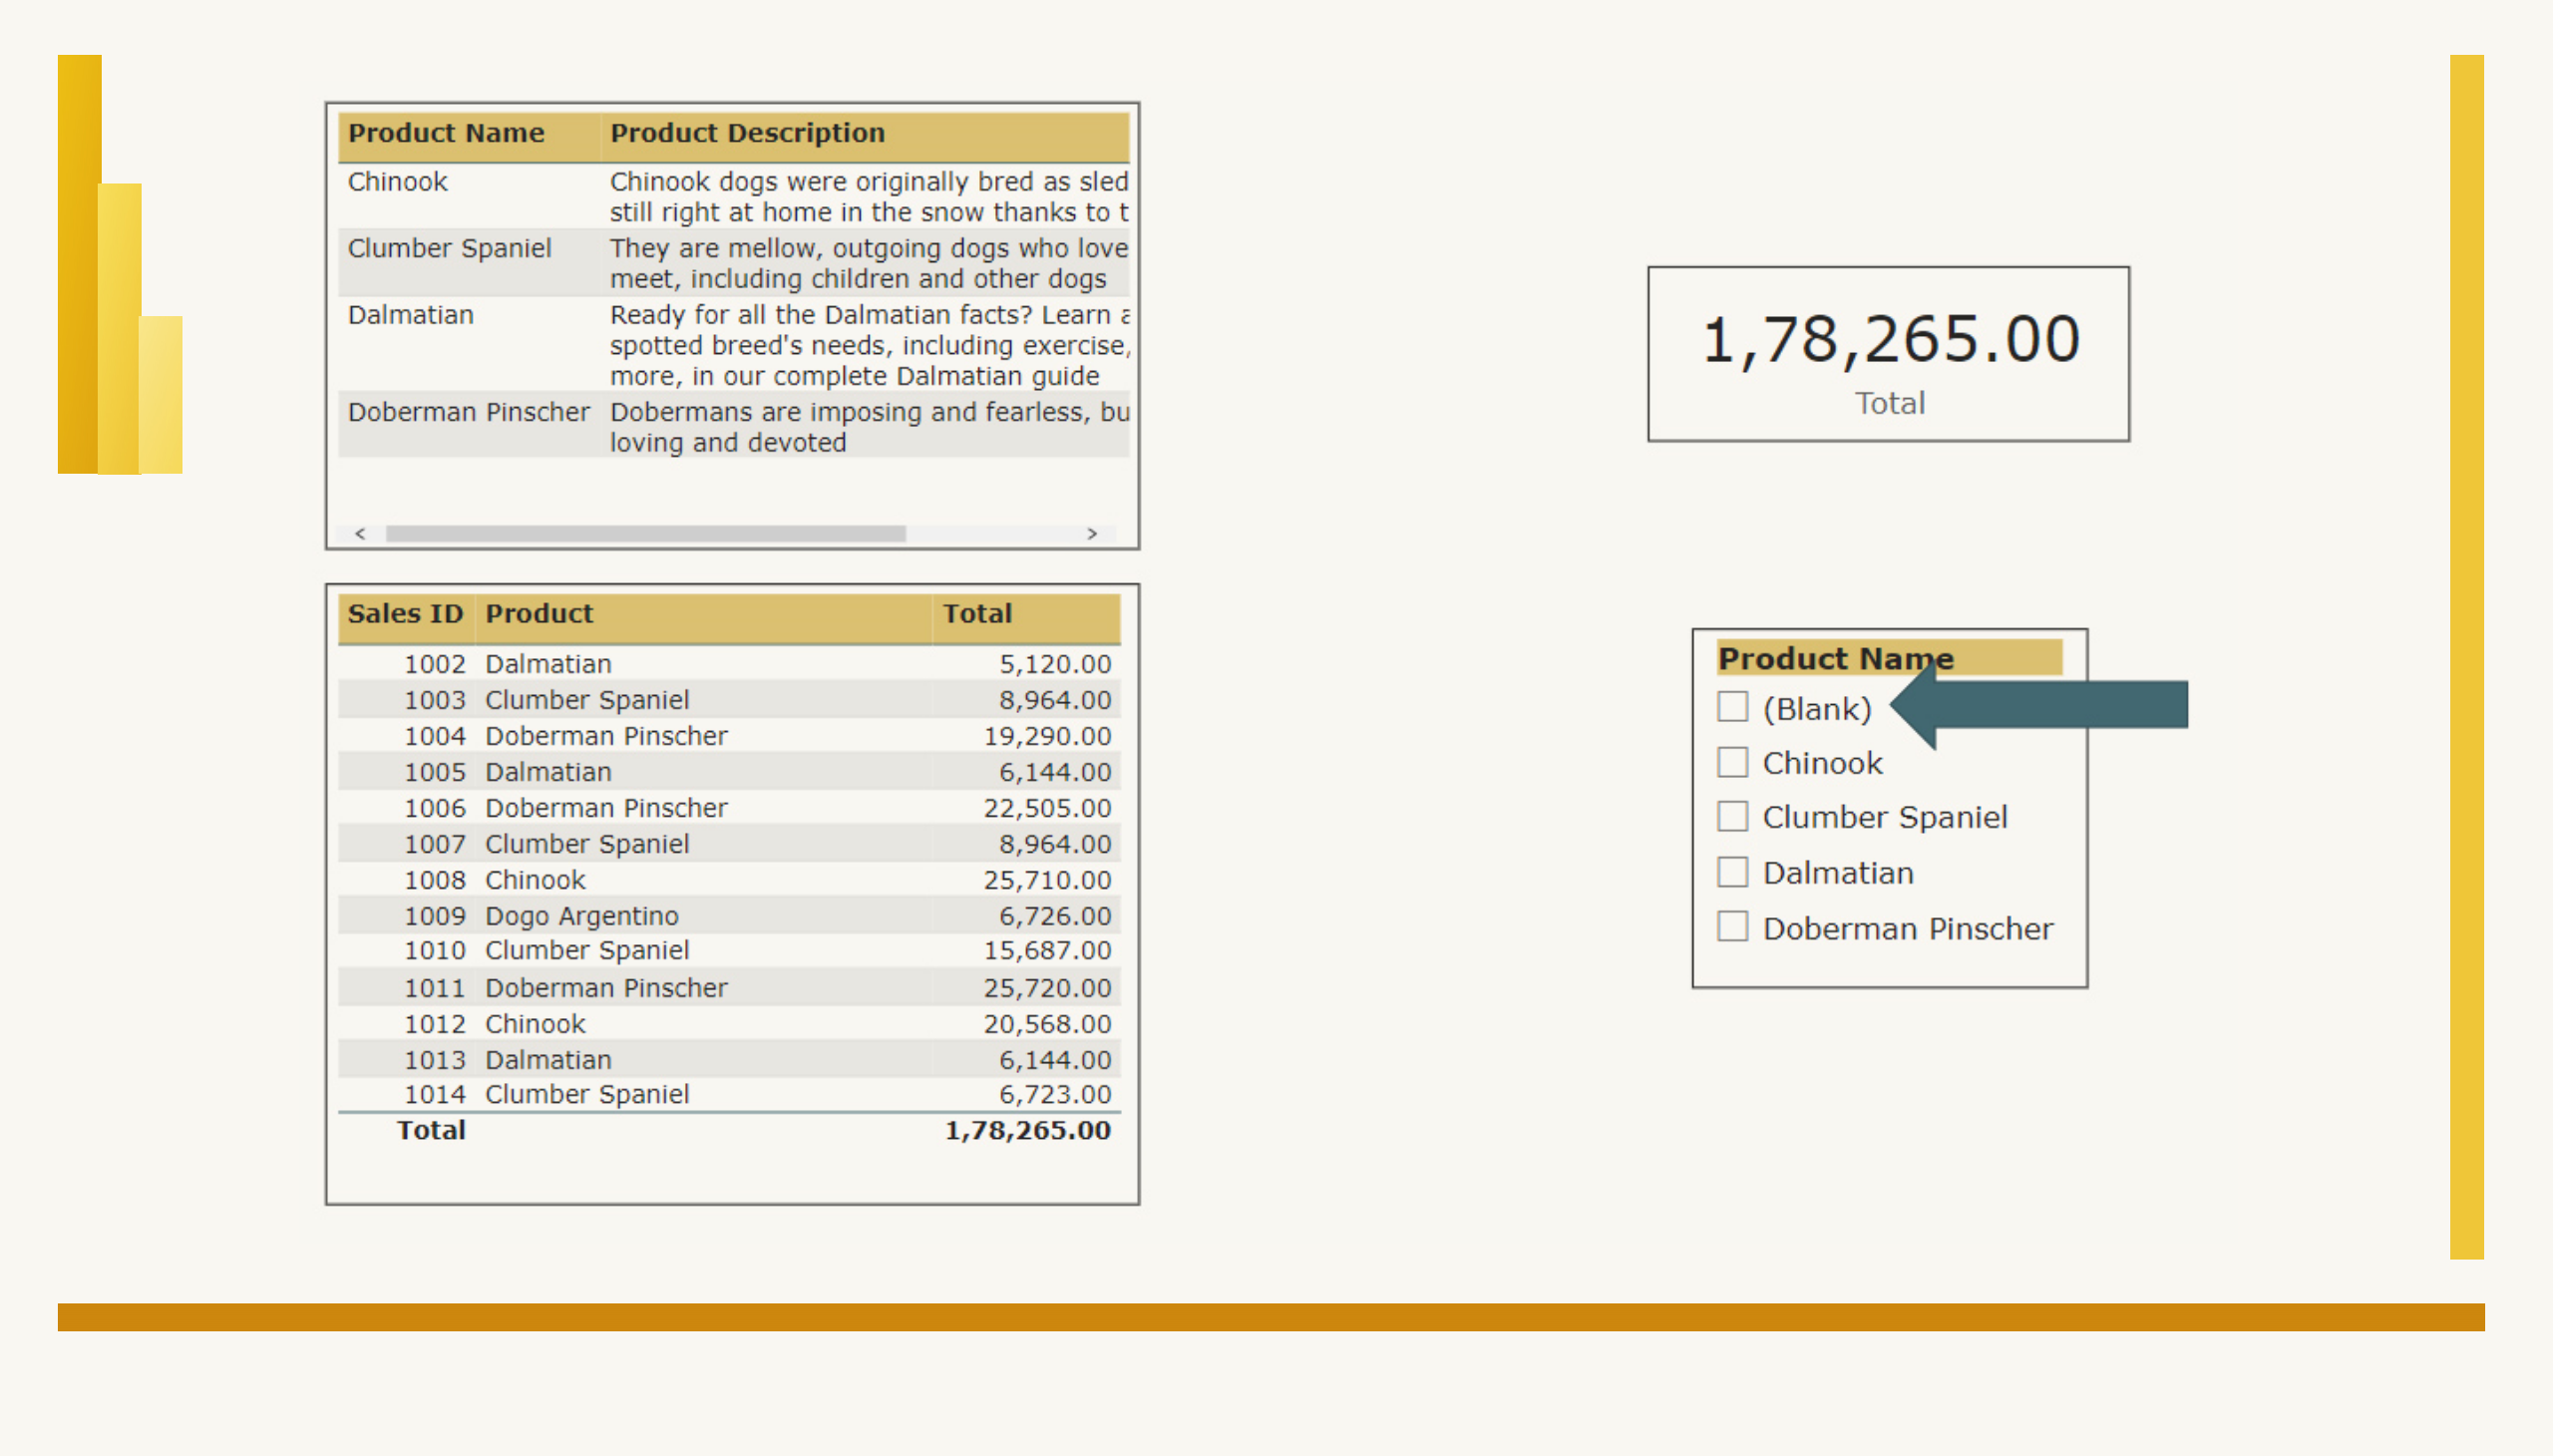 Product Name Product Description
Chinook Chinook dogs were originally bred as sled
still right at home in the snow thanks to t
Clumber Spaniel They are mellow, outgoing dogs who love
meet, including children and other dogs
Dalmatian Ready for all the Dalmatian facts? Learn a
spotted breed's needs, including exercise,
more, in our complete Dalmatian guide
Doberman Pinscher Dobermans are imposing and fearless, bu
loving and devoted
Sales ID Product Total
1002 Dalmatian 5,120.00
1003 Clumber Spaniel 8,964.00
1004 Doberman Pinscher 19,290.00
1005 Dalmatian 6,144.00
1006 Doberman Pinscher 22,505.00
1007 Clumber Spaniel 8,964.00
1008 Chinook 25,710.00
1009 Dogo Argentino 6,726.00
1010 Clumber Spaniel 15,687.00
1011 Doberman Pinscher 25,720.00
1012 Chinook 20,568.00
1013 Dalmatian 6,144.00
1014 Clumber Spaniel 6,723.00
Total 1,78,265.00
1,78,265.00
Total
Product Name
(Blank)
Chinook
Clumber Spaniel
Dalmatian
Doberman Pinscher